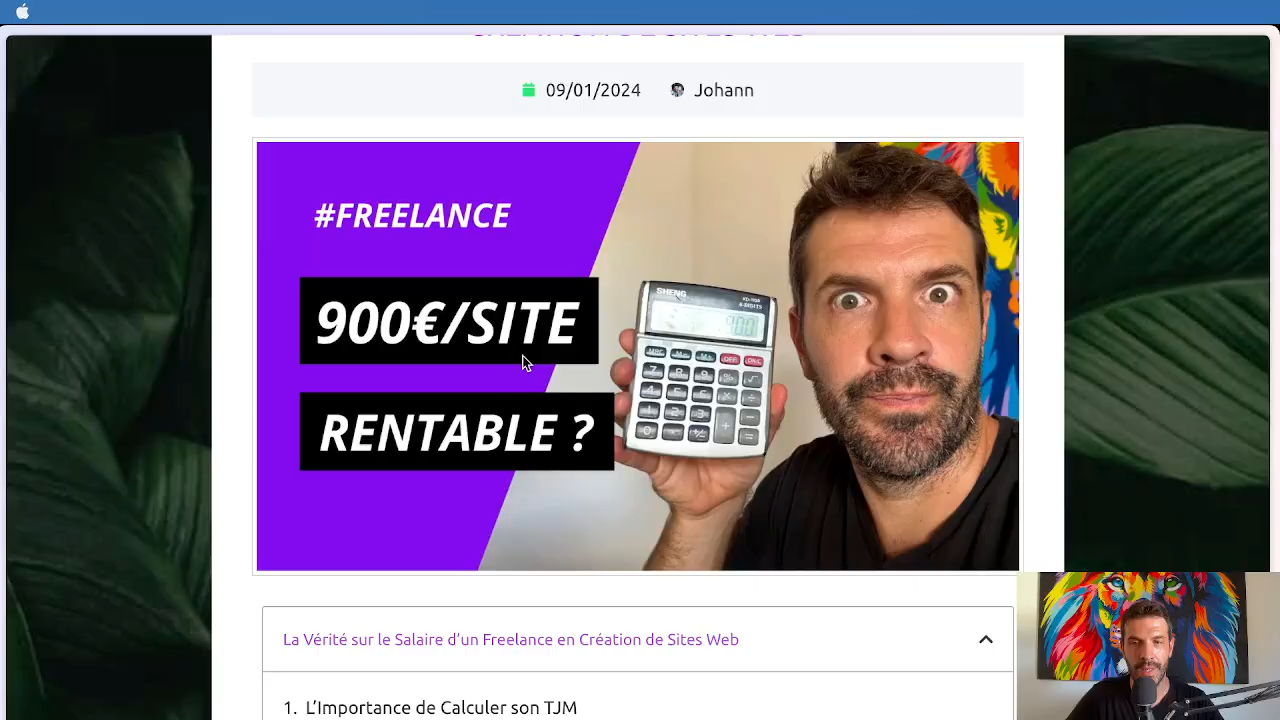 09/01/2024 Johann
#FREELANCE
900€/SITE
RENTABLE ?
SHENG
La Vérité sur le Salaire d’un Freelance en Création de Sites Web
1. L’Importance de Calculer son TJM